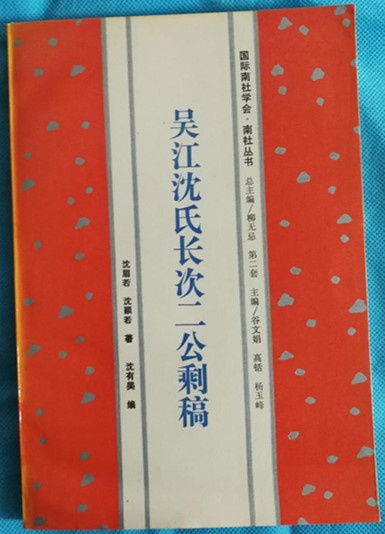 国际南社学会·南社丛书
总主编/柳无忌 第二套 主编/谷文娟 高铦 杨玉峰
吴江沈氏长次二公剩稿
沈眉若 沈颖若 著 沈有美 编